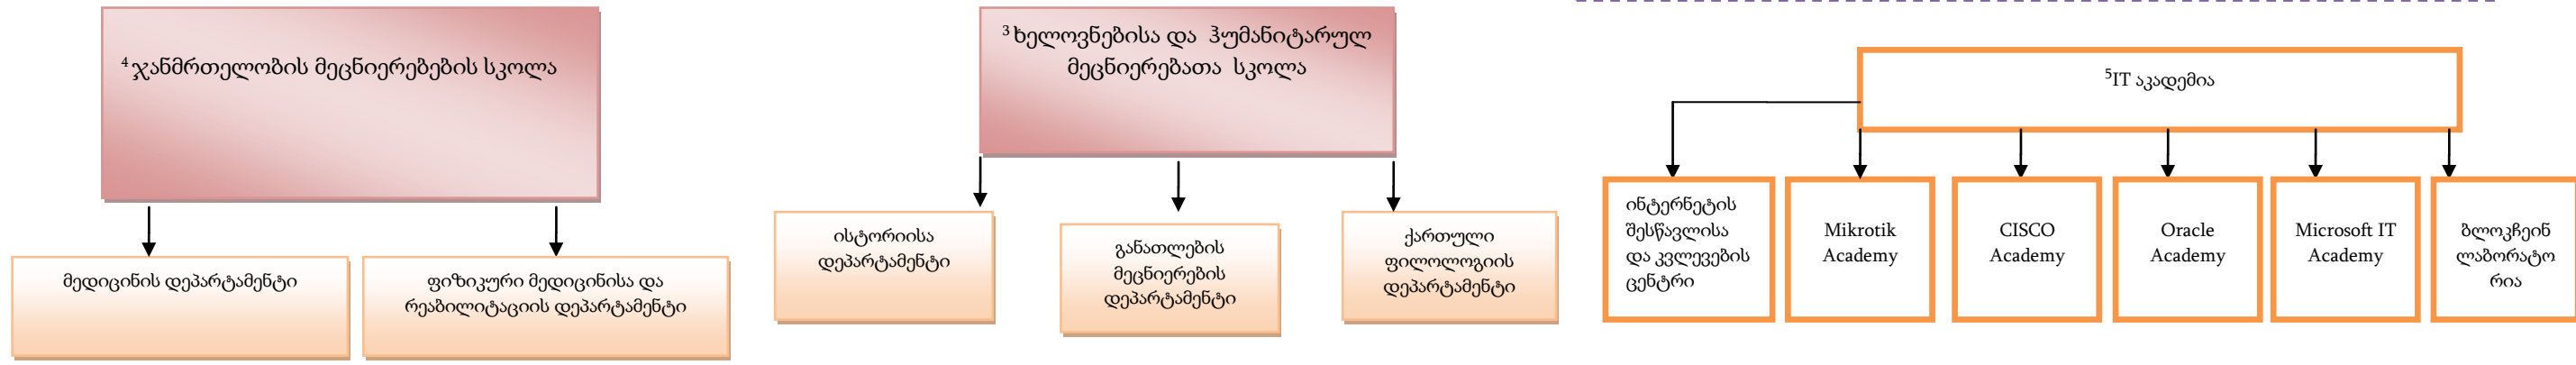 ⁴ჯანმრთელობის მეცნიერებების სკოლა
მედიცინის დეპარტამენტი
ფიზიკური მედიცინისა და
რეაბილიტაციის დეპარტამენტი
³ხელოვნებისა და ჰუმანიტარულ
მეცნიერებათა სკოლა
ისტორიისა
დეპარტამენტი
განათლების
მეცნიერების
დეპარტამენტი
ქართული
ფილოლოგიის
დეპარტამენტი
⁵IT აკადემია
ინტერნეტის
შესწავლისა
და კვლევების
ცენტრი
Mikrotik
Academy
CISCO
Academy
Oracle
Academy
Microsoft IT
Academy
ბლოკჩეინ
ლაბორატო
რია